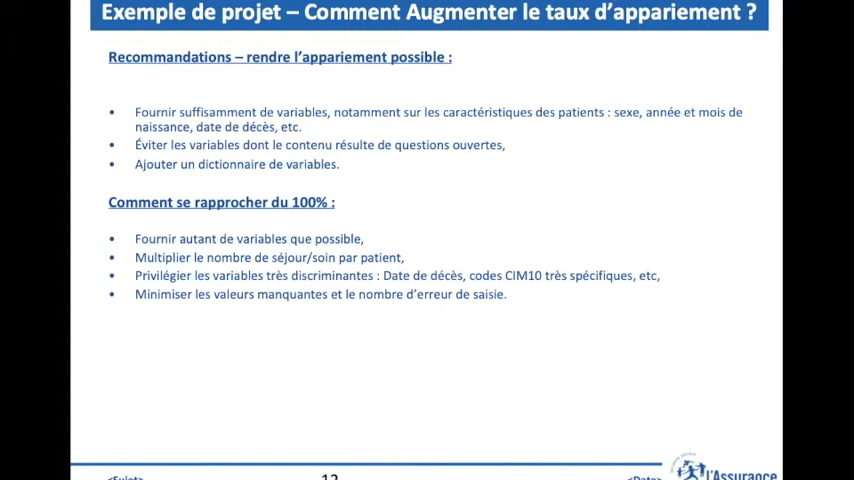 Exemple de projet – Comment Augmenter le taux d’appariement ?
Recommandations – rendre l’appariement possible :
• Fournir suffisamment de variables, notamment sur les caractéristiques des patients : sexe, année et mois de
naissance, date de décès, etc.
• Éviter les variables dont le contenu résulte de questions ouvertes,
• Ajouter un dictionnaire de variables.
Comment se rapprocher du 100% :
• Fournir autant de variables que possible,
• Multiplier le nombre de séjour/soin par patient,
• Privilégier les variables très discriminantes : Date de décès, codes CIM10 très spécifiques, etc,
• Minimiser les valeurs manquantes et le nombre d’erreur de saisie.
<Sujet> 12 <Date> l’Assurance